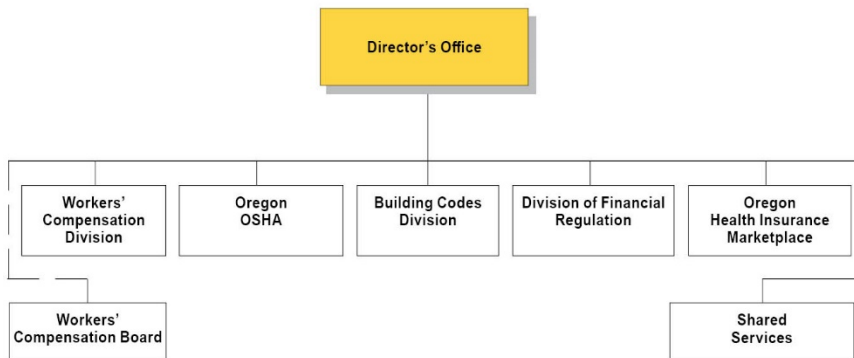 Director's Office
Workers'
Compensation
Division
Oregon
OSHA
Building Codes
Division
Division of Financial
Regulation
Oregon
Health Insurance
Marketplace
Workers'
Compensation Board
Shared
Services